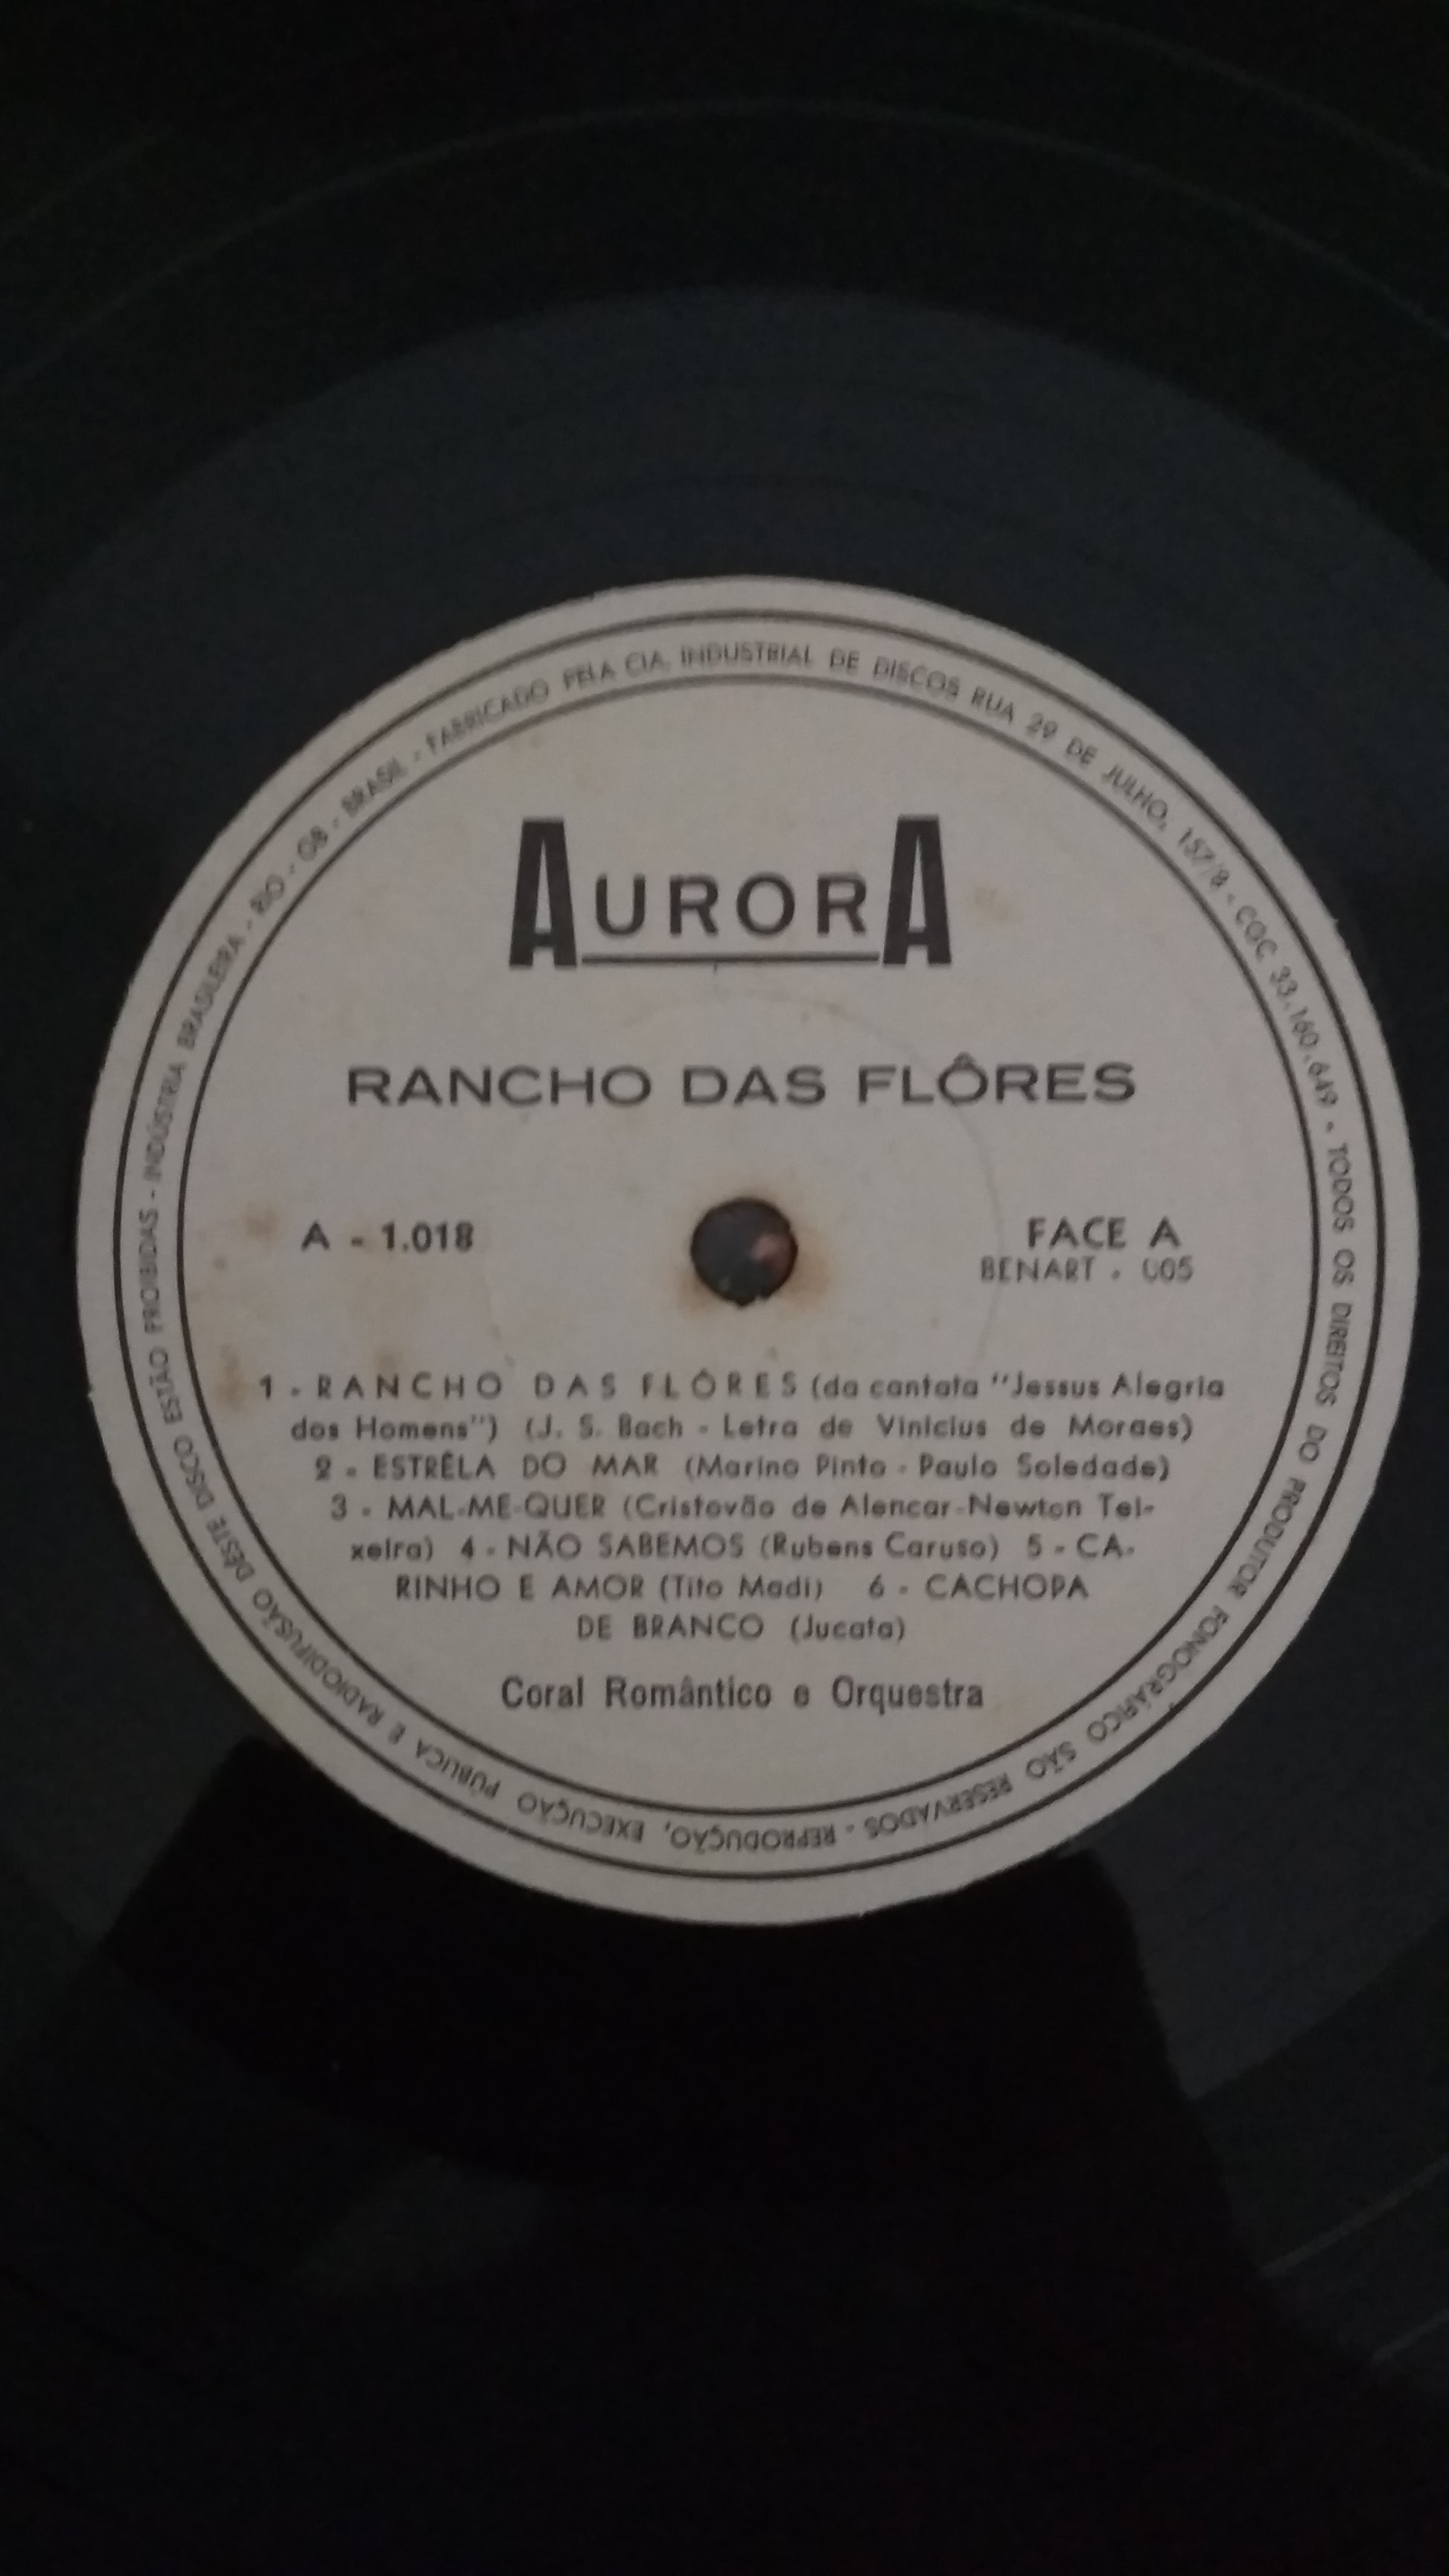 AURORA
RANCHO DAS FLÔRES
A - 1.018
FACE A
BENART - 005
1 - RANCHO DAS FLÔRES (da cantata "Jessus Alegria
dos Homens") (J. S. Bach - Letra de Vinicius de Moraes)
2 - ESTRÊLA DO MAR (Marino Pinto - Paulo Soledade)
3 - MAL-ME-QUER (Cristovão de Alencar-Newton Tei-
xeira) 4 - NÃO SABEMOS (Rubens Caruso) 5 - CA-
RINHO E AMOR (Tito Madi) 6 - CACHOPA
DE BRANCO (Jucata)
Coral Romântico e Orquestra
INDÚSTRIA BRASILEIRA - RIO - GB - BRASIL - FABRICADO PELA CIA. INDUSTRIAL DE DISCOS RUA 29 DE JULHO, 157/8 - CGC 33.160.649 - TODOS OS DIREITOS DO PRODUTOR FONOGRÁFICO SÃO RESERVADOS - REPRODUÇÃO, EXECUÇÃO PÚBLICA E RADIODIFUSÃO DÊSTE DISCO ESTÃO PROIBIDAS -